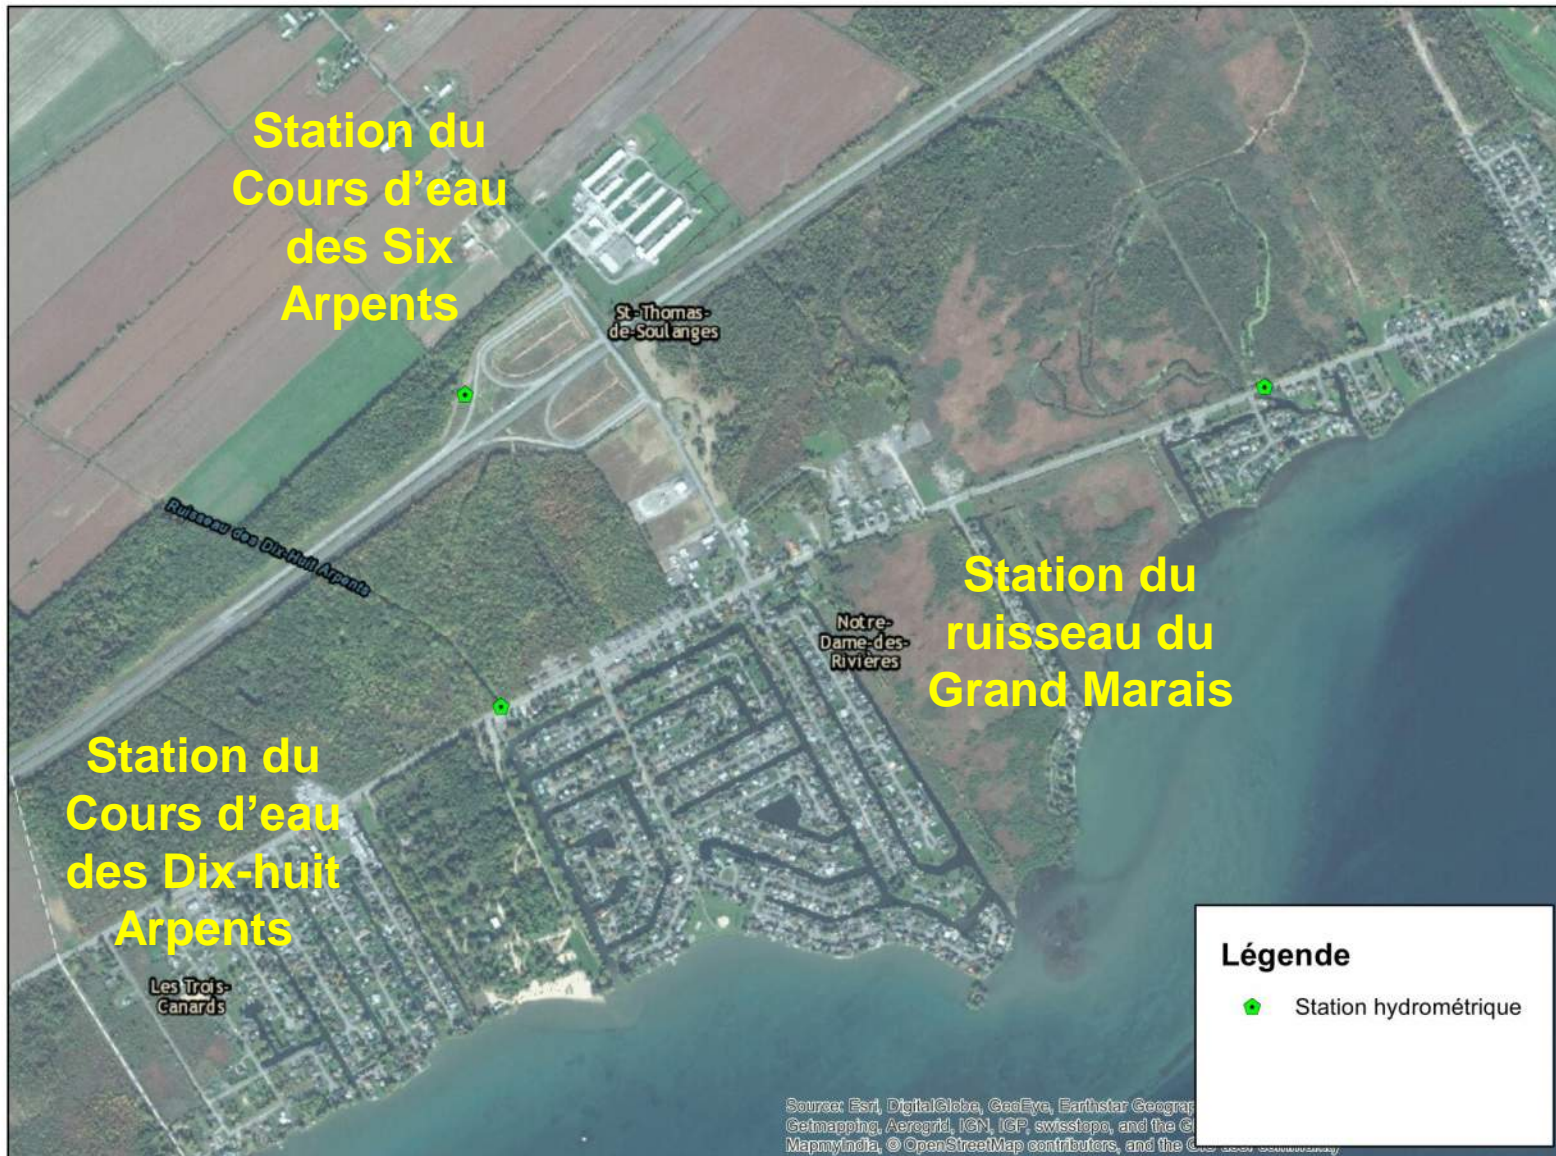 Station du
Cours d'eau
des Six
Arpents
St-Thomas-
de-Soulanges
Ruisseau des Dix-Huit Arpents
Station du
ruisseau du
Grand Marais
Notre-
Dame-des-
Rivières
Station du
Cours d'eau
des Dix-huit
Arpents
Les Trois-
Canards
Légende
Station hydrométrique
Source: Esri, DigitalGlobe, GeoEye, Earthstar
Getmapping, Aerogrid, IGN, IGP, swisstopo, and the
MapmyIndia, © OpenStreetMap contributors, and the GIS user community